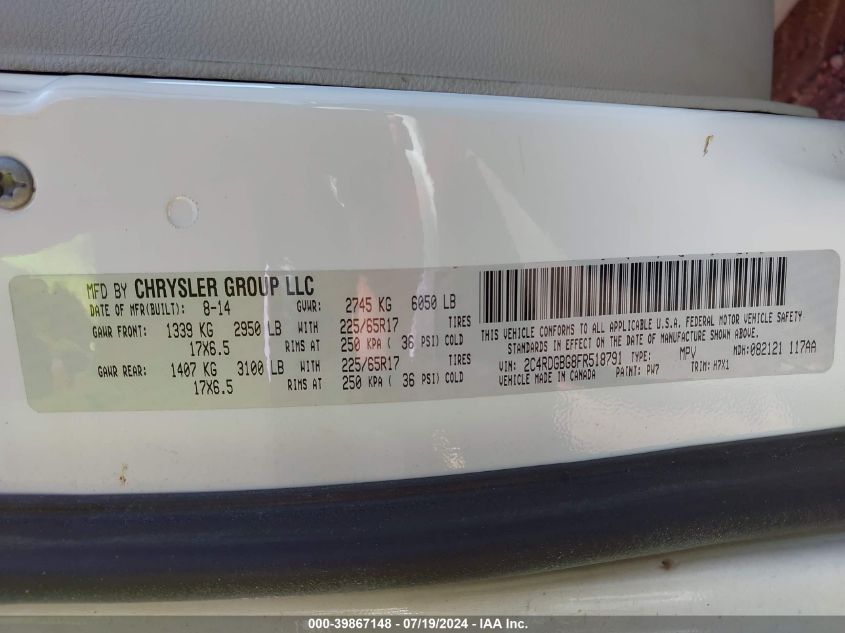 MFD BY CHRYSLER GROUP LLC
DATE OF MFR(BUILT): 8-14 GVWR: 2745 KG 6050 LB
GAWR FRONT: 1339 KG 2950 LB WITH 225/65R17 TIRES
17X6.5 RIMS AT 250 KPA ( 36 PSI) COLD
GAWR REAR: 1407 KG 3100 LB WITH 225/65R17 TIRES
17X6.5 RIMS AT 250 KPA ( 36 PSI) COLD
THIS VEHICLE CONFORMS TO ALL APPLICABLE U.S.A. FEDERAL MOTOR VEHICLE SAFETY
STANDARDS IN EFFECT ON THE DATE OF MANUFACTURE SHOWN ABOVE.
VIN: 2C4RDGBG8FR518791 TYPE: MPV MDH: 082121 117AA
VEHICLE MADE IN CANADA PAINT: PW7 TRIM: H7X1
000-39867148 - 07/19/2024 - IAA Inc.